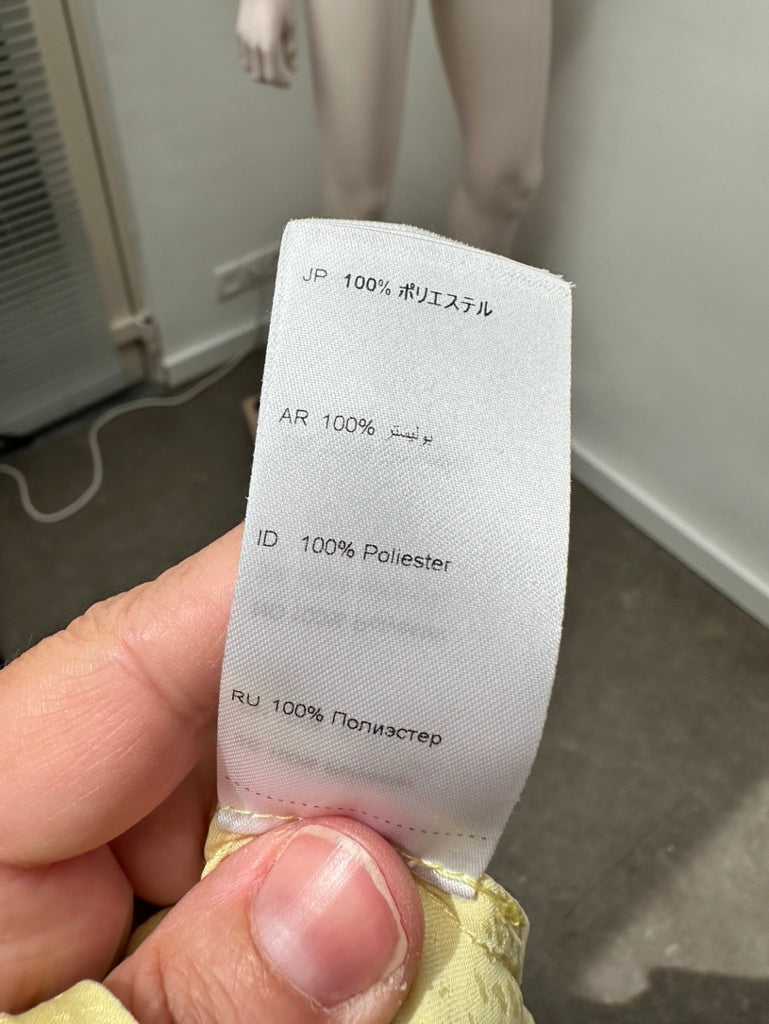 JP 100% ポリエステル
AR 100% بوليستر
ID 100% Poliester
RU 100% Полиэстер